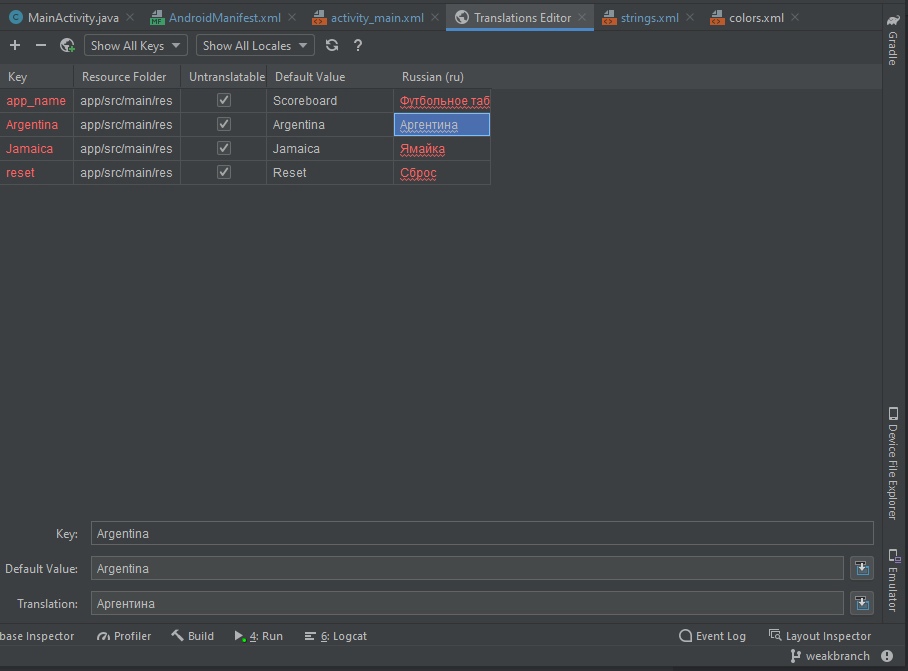 MainActivity.java AndroidManifest.xml activity_main.xml Translations Editor strings.xml colors.xml
Show All Keys Show All Locales ?
Key Resource Folder Untranslatable Default Value Russian (ru)
app_name app/src/main/res Scoreboard Футбольное таб
Argentina app/src/main/res Argentina Аргентина
Jamaica app/src/main/res Jamaica Ямайка
reset app/src/main/res Reset Сброс
Gradle
Device File Explorer
Emulator
Key: Argentina
Default Value: Argentina
Translation: Аргентина
base Inspector Profiler Build 4: Run 6: Logcat Event Log Layout Inspector
weakbranch